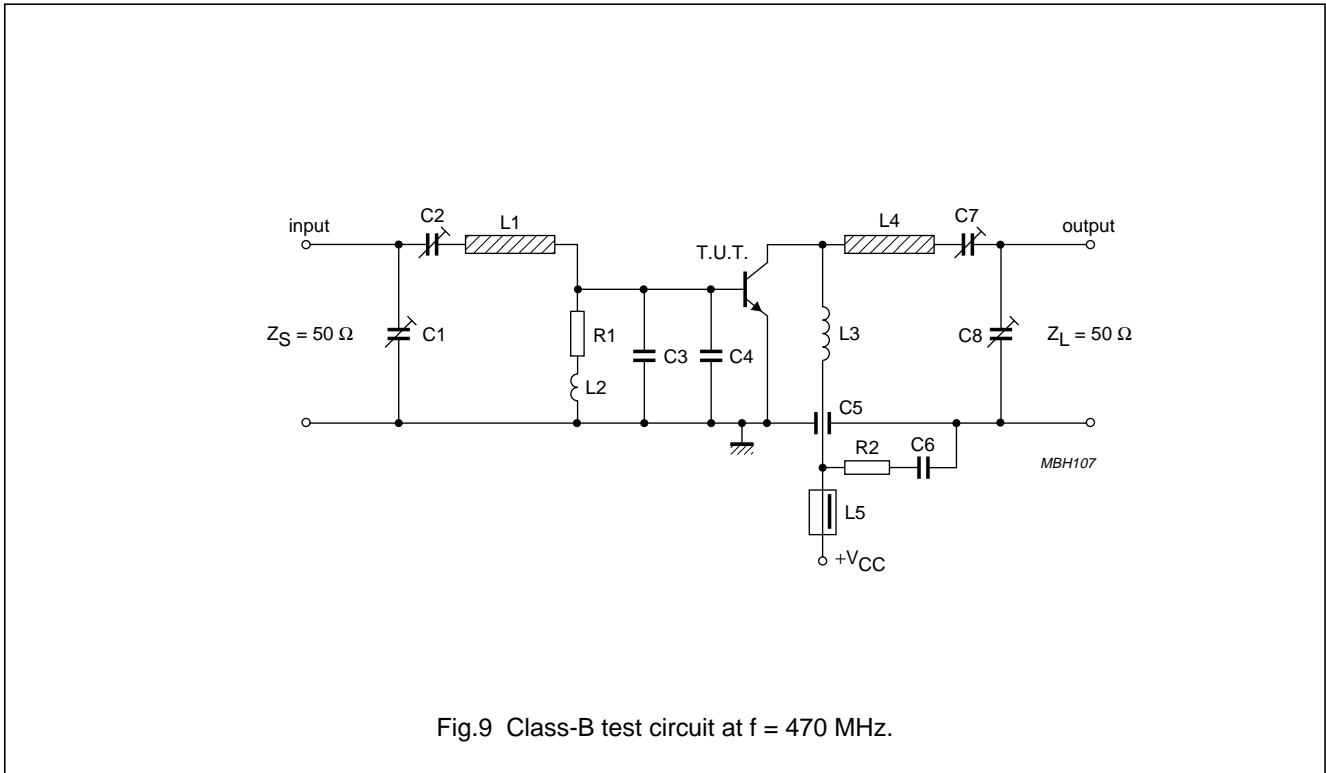 input
C2
L1
T.U.T.
L4
C7
output
ZS = 50 Ω
C1
R1
L2
C3
C4
L3
C5
C8
ZL = 50 Ω
R2
C6
MBH107
L5
+VCC
Fig.9 Class-B test circuit at f = 470 MHz.